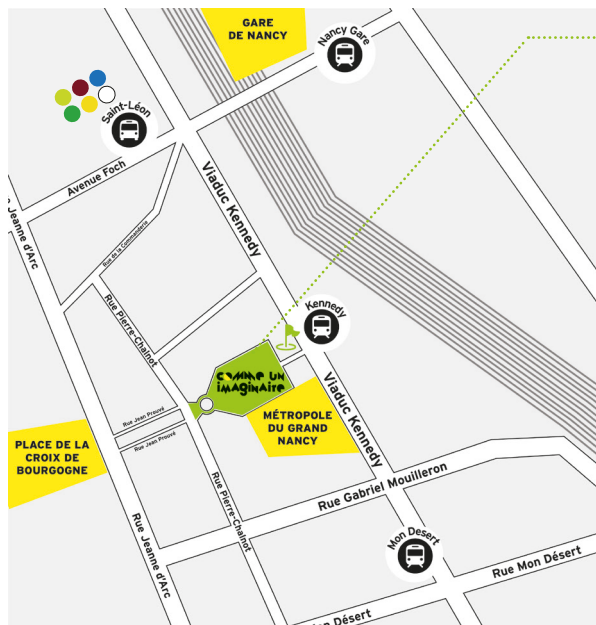 GARE
DE NANCY
Nancy Gare
Saint-Léon
Avenue Foch
Viaduc Kennedy
Jeanne d'Arc
Rue de la Commanderie
Rue Pierre-Chalnot
Kennedy
COMME UN
IMAGINAIRE
Rue Jean Prouvé
Rue Jean Prouvé
MÉTROPOLE
DU GRAND
NANCY
Viaduc Kennedy
PLACE DE LA
CROIX DE
BOURGOGNE
Rue Pierre-Chalnot
Rue Gabriel Mouilleron
Rue Jeanne d'Arc
Mon Desert
Rue Mon Désert
Mon Désert